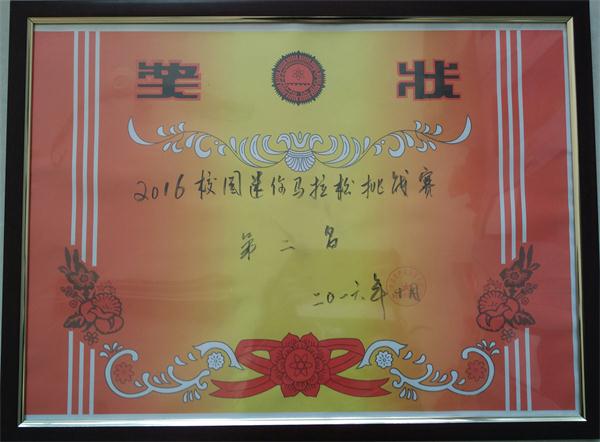 奖 状
2016校园迷你马拉松挑战赛
第二名
二〇一六年 十月